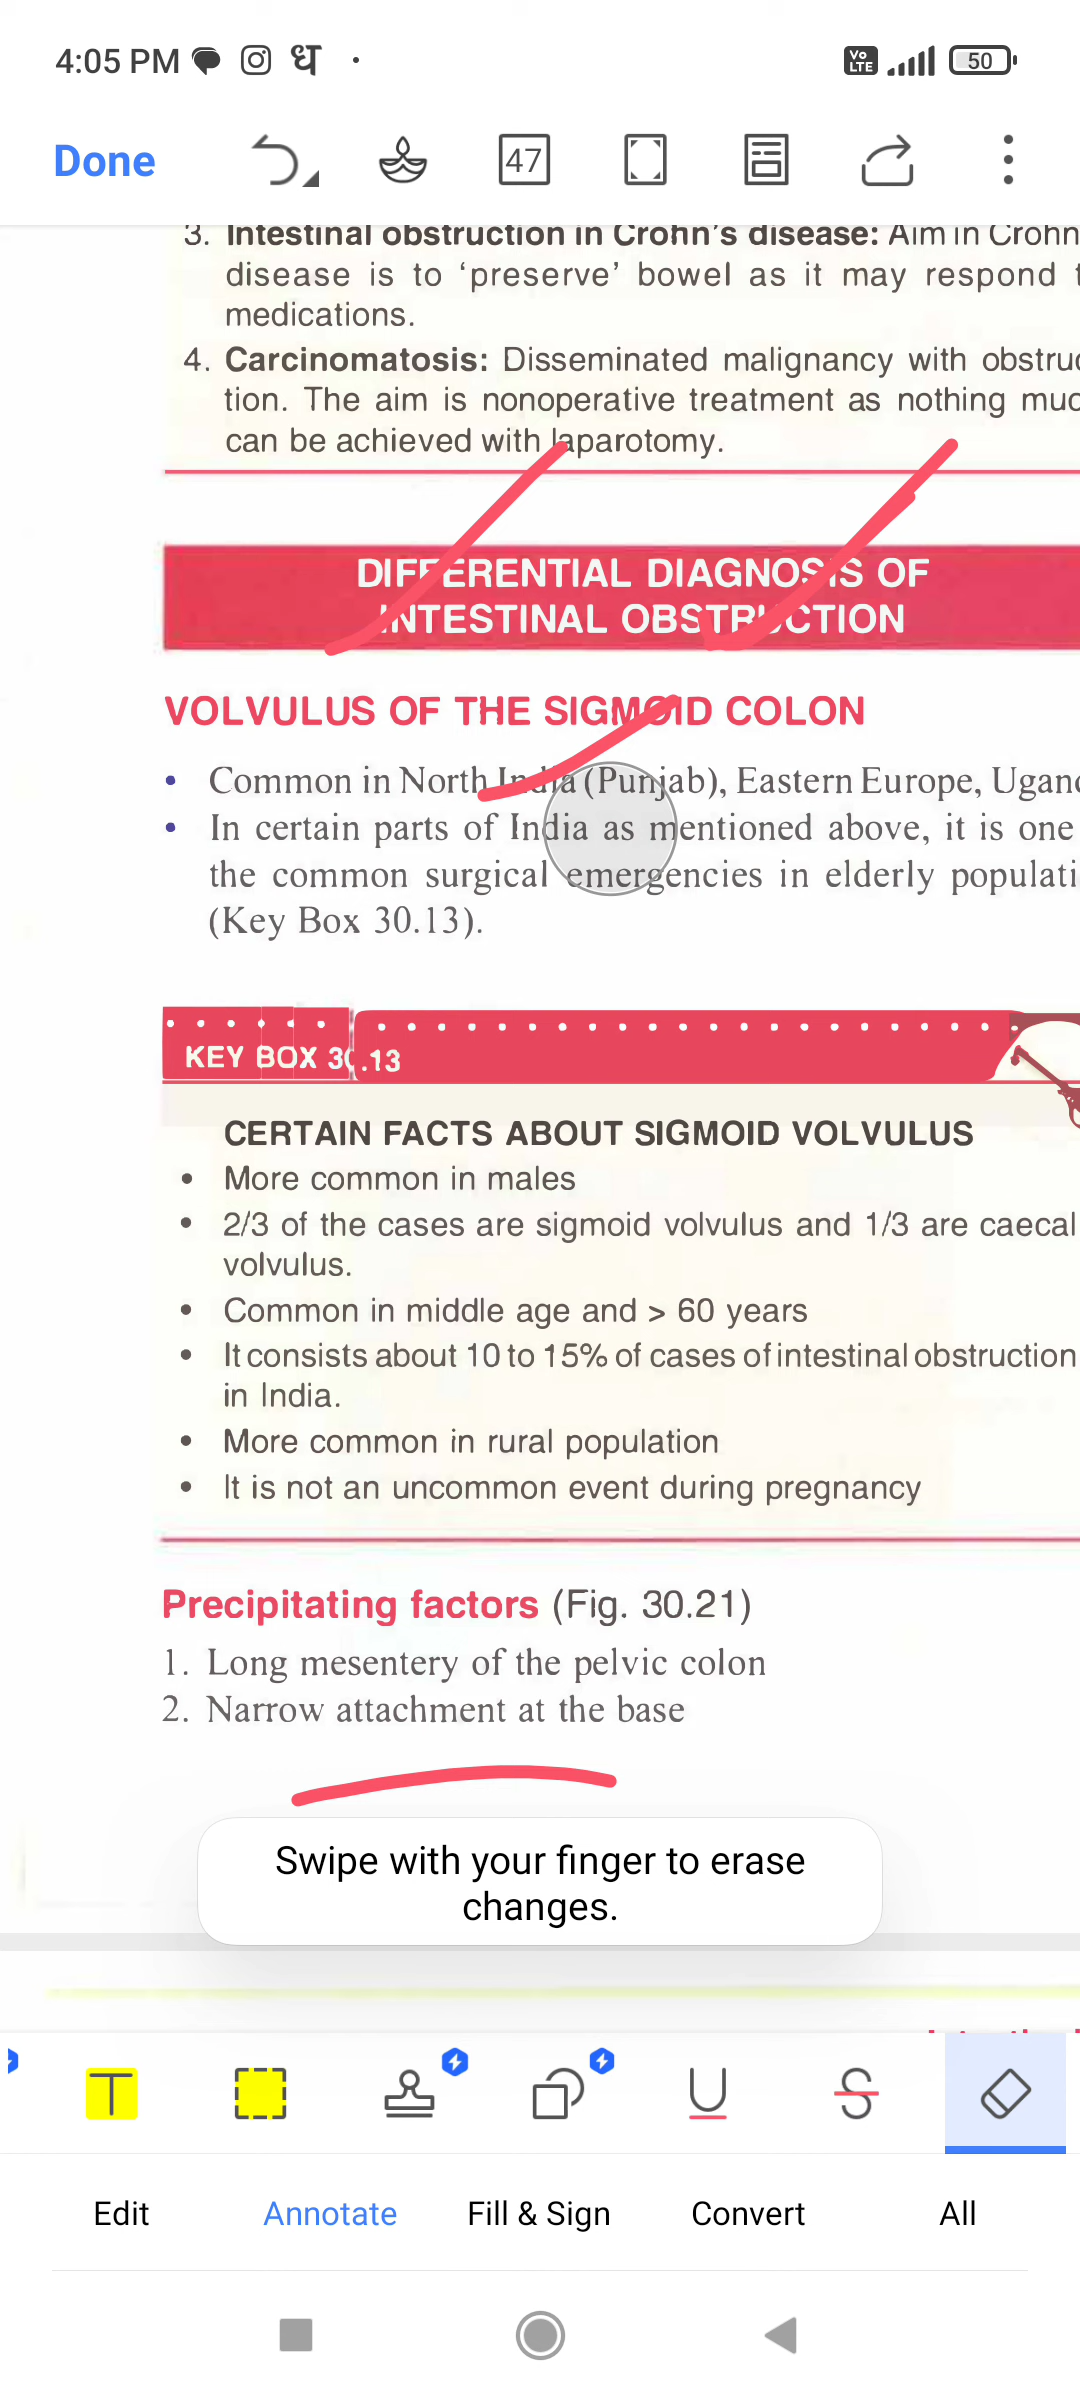 4:05 PM ध
Vo LTE 50
Done 47
3. Intestinal obstruction in Crohn's disease: Aim in Crohn
disease is to ‘preserve’ bowel as it may respond t
medications.
4. Carcinomatosis: Disseminated malignancy with obstruc
tion. The aim is nonoperative treatment as nothing muc
can be achieved with laparotomy.
DIFFERENTIAL DIAGNOSIS OF
INTESTINAL OBSTRUCTION
VOLVULUS OF THE SIGMOID COLON
• Common in North India (Punjab), Eastern Europe, Ugand
• In certain parts of India as mentioned above, it is one
the common surgical emergencies in elderly populati
(Key Box 30.13).
KEY BOX 30.13
CERTAIN FACTS ABOUT SIGMOID VOLVULUS
• More common in males
• 2/3 of the cases are sigmoid volvulus and 1/3 are caecal
volvulus.
• Common in middle age and > 60 years
• It consists about 10 to 15% of cases of intestinal obstruction
in India.
• More common in rural population
• It is not an uncommon event during pregnancy
Precipitating factors (Fig. 30.21)
1. Long mesentery of the pelvic colon
2. Narrow attachment at the base
Swipe with your finger to erase
changes.
T U S
Edit Annotate Fill & Sign Convert All